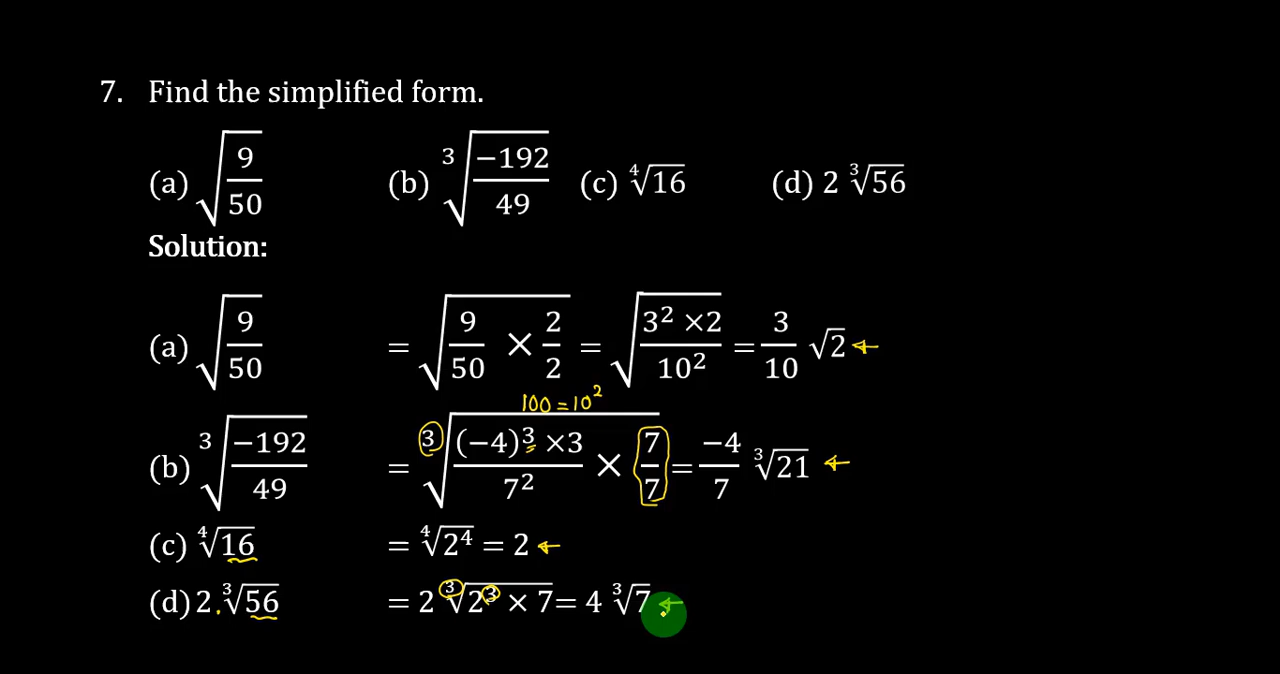 7. Find the simplified form.
(a) √(9/50) (b) ∛(−192/49) (c) ∜16 (d) 2 ∛56
Solution:
(a) √(9/50) = √(9/50 × 2/2) = √(3² ×2/10²) = 3/10 √2 ←
100 = 10²
(b) ∛(−192/49) = ∛((−4)³ ×3/7² × 7/7) = −4/7 ∛21 ←
(c) ∜16 = ∜2⁴ = 2 ←
(d) 2 . ∛56 = 2 ∛(2³ × 7) = 4 ∛7 ←